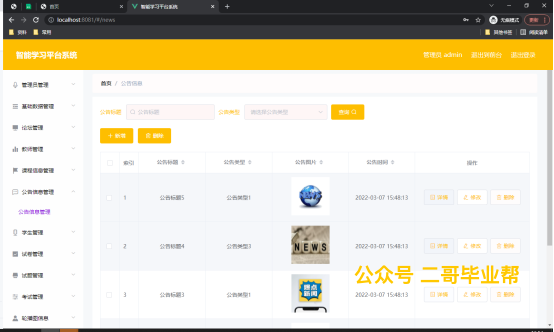 首页
智能学习平台系统
localhost:8081/#/news
无痕模式
更新
资料
常用
其他书签
阅读清单
智能学习平台系统
管理员 admin
退出到前台
退出登录
管理员管理
基础数据管理
论坛管理
教师管理
课程信息管理
公告信息管理
公告信息管理
学生管理
试卷管理
试题管理
考试管理
轮播图信息
首页 / 公告信息
公告标题 公告标题 公告类型 请选择公告类型 查询
+ 新增 删除
索引 公告标题 公告类型 公告图片 公告时间 操作
1 公告标题5 公告类型1 2022-03-07 15:48:13 详情 修改 删除
2 公告标题4 公告类型3 NEWS 2022-03-07 15:48:13 详情 修改 删除
3 公告标题3 公告类型1 热点新闻 2022-03-07 15:48:13 详情 修改 删除
公众号 二哥毕业帮